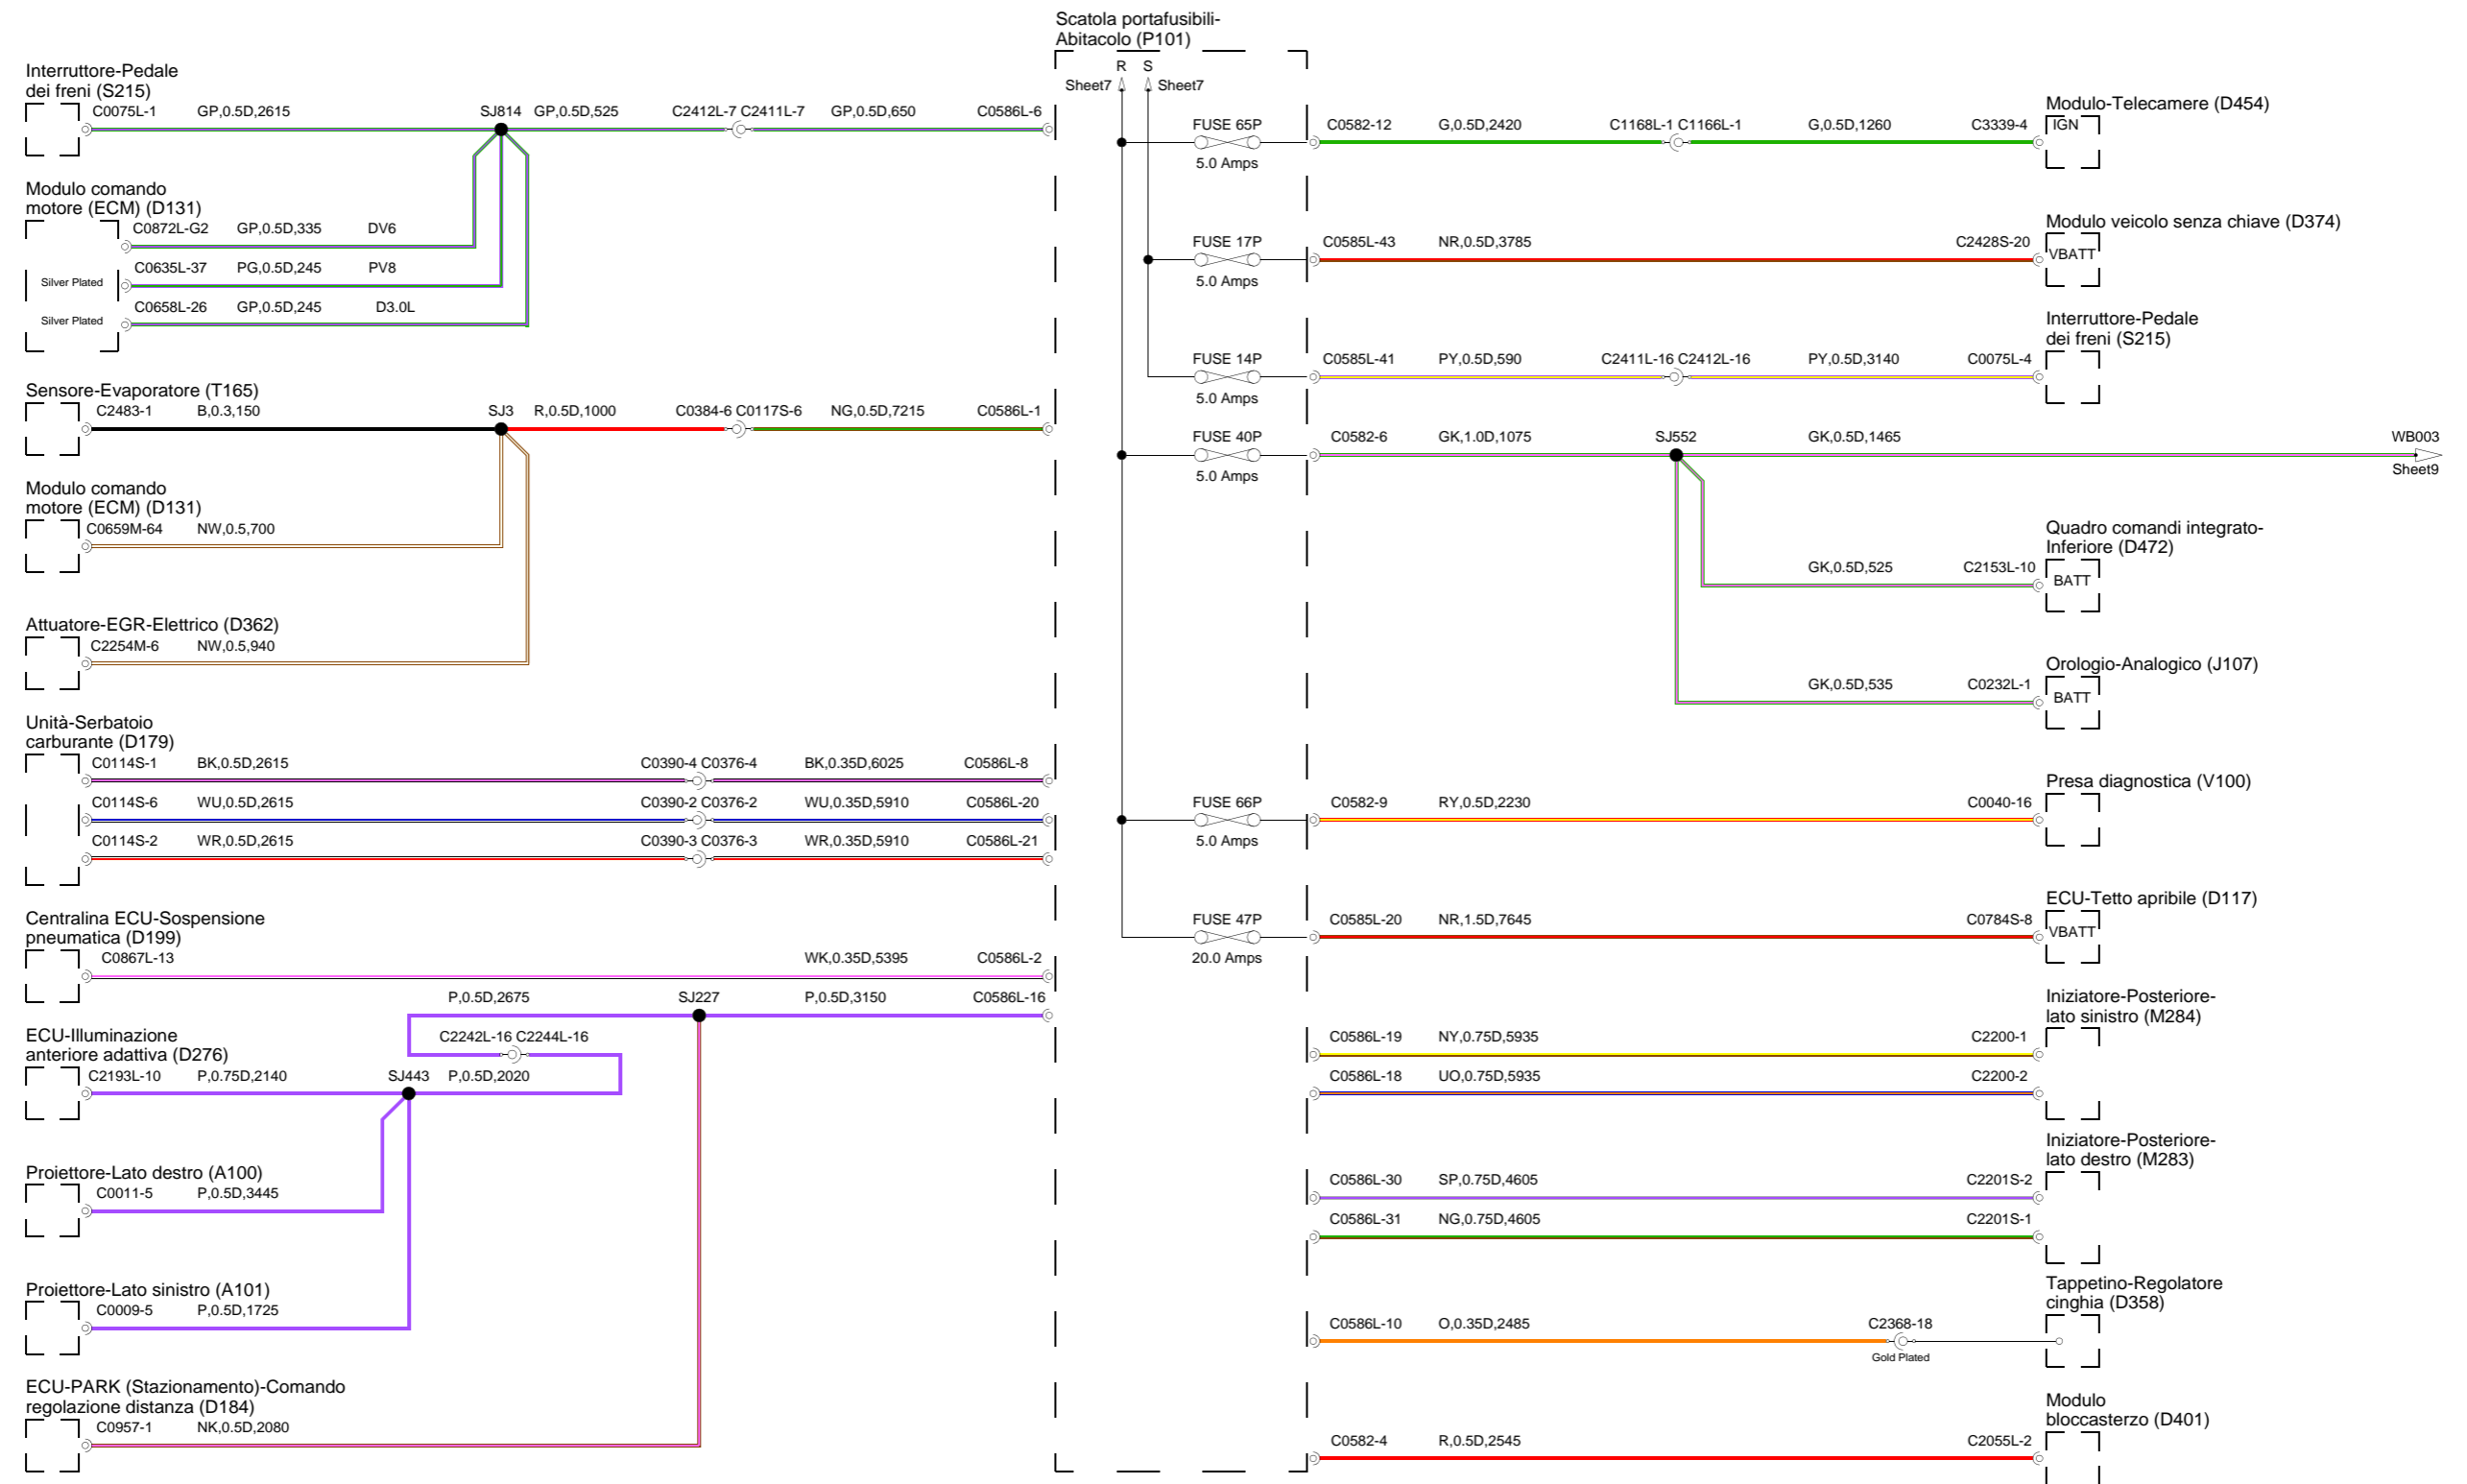 Scatola portafusibili-
Abitacolo (P101)
R S
Sheet7 Sheet7
Interruttore-Pedale
dei freni (S215)
C0075L-1 GP,0.5D,2615 SJ814 GP,0.5D,525 C2412L-7 C2411L-7 GP,0.5D,650 C0586L-6
Modulo comando
motore (ECM) (D131)
C0872L-G2 GP,0.5D,335 DV6
C0635L-37 PG,0.5D,245 PV8
Silver Plated
C0658L-26 GP,0.5D,245 D3.0L
Silver Plated
Sensore-Evaporatore (T165)
C2483-1 B,0.3,150 SJ3 R,0.5D,1000 C0384-6 C0117S-6 NG,0.5D,7215 C0586L-1
Modulo comando
motore (ECM) (D131)
C0659M-64 NW,0.5,700
Attuatore-EGR-Elettrico (D362)
C2254M-6 NW,0.5,940
Unità-Serbatoio
carburante (D179)
C0114S-1 BK,0.5D,2615 C0390-4 C0376-4 BK,0.35D,6025 C0586L-8
C0114S-6 WU,0.5D,2615 C0390-2 C0376-2 WU,0.35D,5910 C0586L-20
C0114S-2 WR,0.5D,2615 C0390-3 C0376-3 WR,0.35D,5910 C0586L-21
Centralina ECU-Sospensione
pneumatica (D199)
C0867L-13 WK,0.35D,5395 C0586L-2
P,0.5D,2675 SJ227 P,0.5D,3150 C0586L-16
ECU-Illuminazione
anteriore adattiva (D276)
C2242L-16 C2244L-16
C2193L-10 P,0.75D,2140 SJ443 P,0.5D,2020
Proiettore-Lato destro (A100)
C0011-5 P,0.5D,3445
Proiettore-Lato sinistro (A101)
C0009-5 P,0.5D,1725
ECU-PARK (Stazionamento)-Comando
regolazione distanza (D184)
C0957-1 NK,0.5D,2080
Modulo-Telecamere (D454)
FUSE 65P C0582-12 G,0.5D,2420 C1168L-1 C1166L-1 G,0.5D,1260 C3339-4 IGN
5.0 Amps
Modulo veicolo senza chiave (D374)
FUSE 17P C0585L-43 NR,0.5D,3785 C2428S-20 VBATT
5.0 Amps
Interruttore-Pedale
dei freni (S215)
FUSE 14P C0585L-41 PY,0.5D,590 C2411L-16 C2412L-16 PY,0.5D,3140 C0075L-4
5.0 Amps
FUSE 40P C0582-6 GK,1.0D,1075 SJ552 GK,0.5D,1465 WB003
5.0 Amps Sheet9
Quadro comandi integrato-
Inferiore (D472)
GK,0.5D,525 C2153L-10 BATT
Orologio-Analogico (J107)
GK,0.5D,535 C0232L-1 BATT
Presa diagnostica (V100)
FUSE 66P C0582-9 RY,0.5D,2230 C0040-16
5.0 Amps
ECU-Tetto apribile (D117)
FUSE 47P C0585L-20 NR,1.5D,7645 C0784S-8 VBATT
20.0 Amps
Iniziatore-Posteriore-
lato sinistro (M284)
C0586L-19 NY,0.75D,5935 C2200-1
C0586L-18 UO,0.75D,5935 C2200-2
Iniziatore-Posteriore-
lato destro (M283)
C0586L-30 SP,0.75D,4605 C2201S-2
C0586L-31 NG,0.75D,4605 C2201S-1
Tappetino-Regolatore
cinghia (D358)
C0586L-10 O,0.35D,2485 C2368-18
Gold Plated
Modulo
bloccasterzo (D401)
C0582-4 R,0.5D,2545 C2055L-2